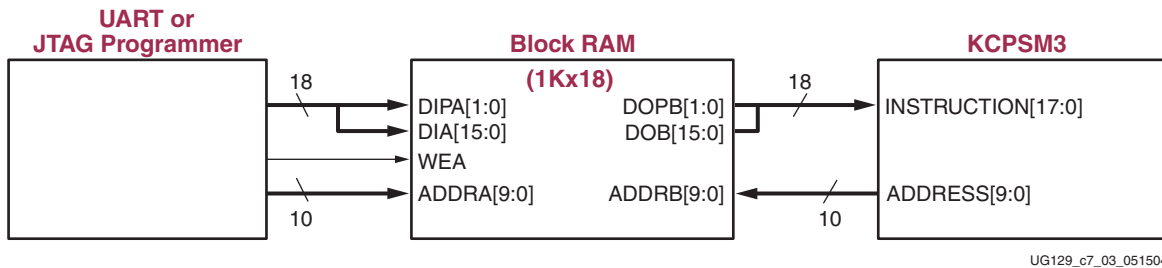 UART or
JTAG Programmer
Block RAM
KCPSM3
(1Kx18)
18
18
DIPA[1:0]
DOPB[1:0]
INSTRUCTION[17:0]
DIA[15:0]
DOB[15:0]
WEA
ADDRA[9:0]
ADDRB[9:0]
ADDRESS[9:0]
10
10
UG129_c7_03_051504